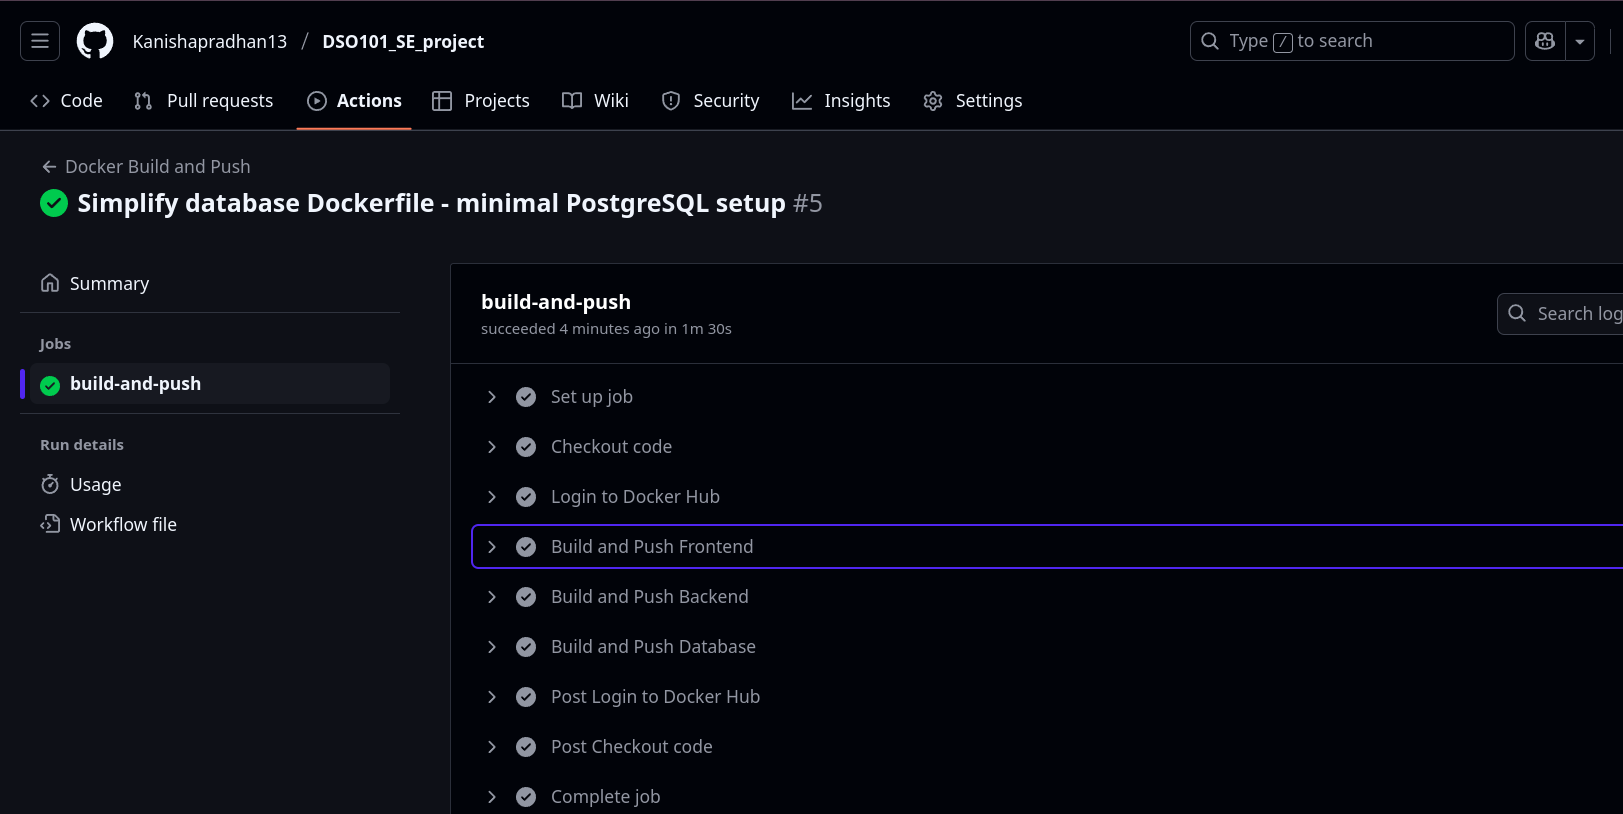 Kanishapradhan13 / DSO101_SE_project
Type / to search
Code Pull requests Actions Projects Wiki Security Insights Settings
Docker Build and Push
Simplify database Dockerfile - minimal PostgreSQL setup #5
Summary
Jobs
build-and-push
Run details
Usage
Workflow file
build-and-push
succeeded 4 minutes ago in 1m 30s
Search log
Set up job
Checkout code
Login to Docker Hub
Build and Push Frontend
Build and Push Backend
Build and Push Database
Post Login to Docker Hub
Post Checkout code
Complete job